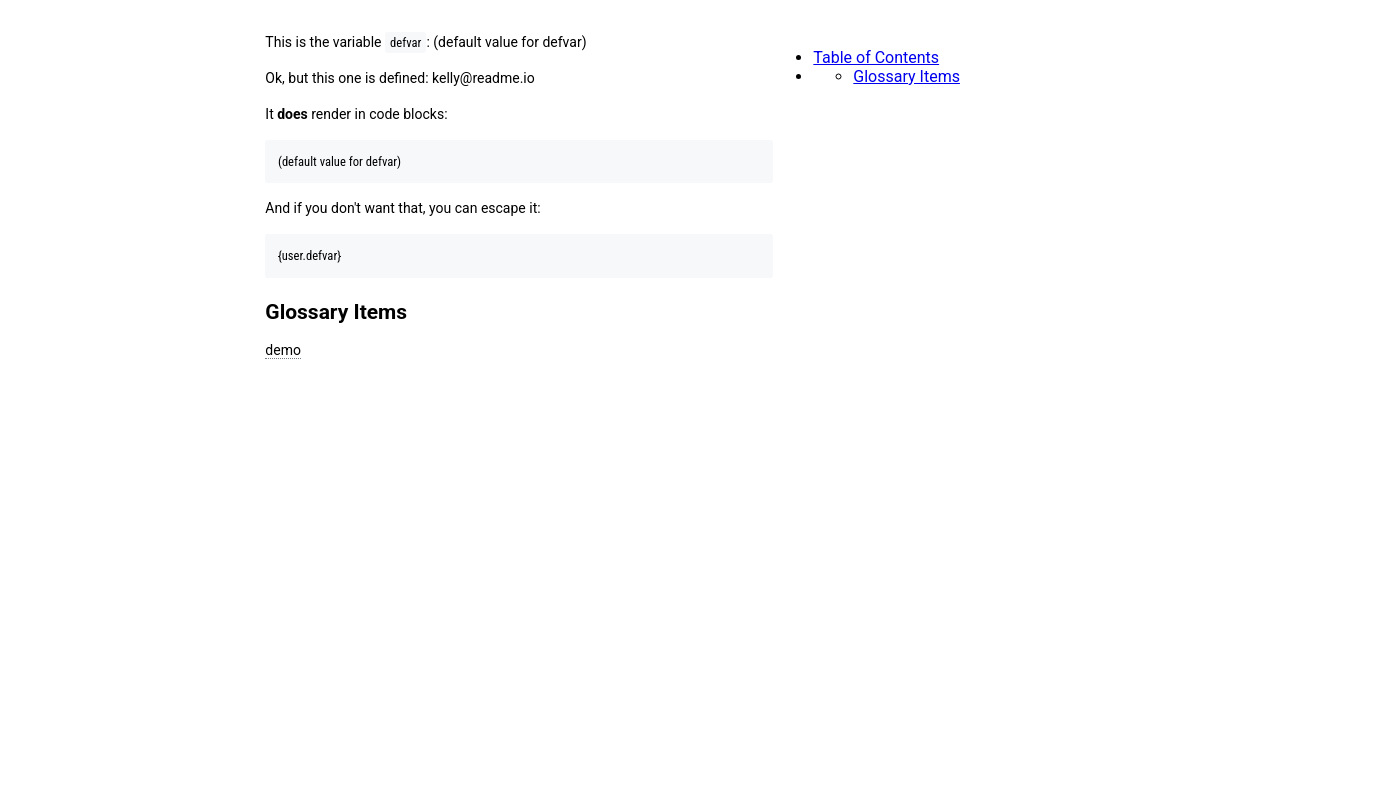 This is the variable defvar: (default value for defvar)
Ok, but this one is defined: kelly@readme.io
It does render in code blocks:
(default value for defvar)
And if you don't want that, you can escape it:
{user.defvar}
Glossary Items
demo
Table of Contents
Glossary Items